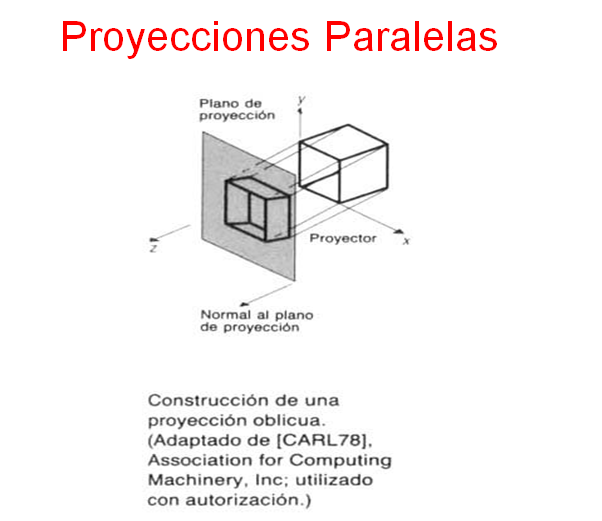 Proyecciones Paralelas
Plano de
proyección
y
Proyector
x
z
Normal al plano
de proyección
Construcción de una
proyección oblicua.
(Adaptado de [CARL78],
Association for Computing
Machinery, Inc; utilizado
con autorización.)